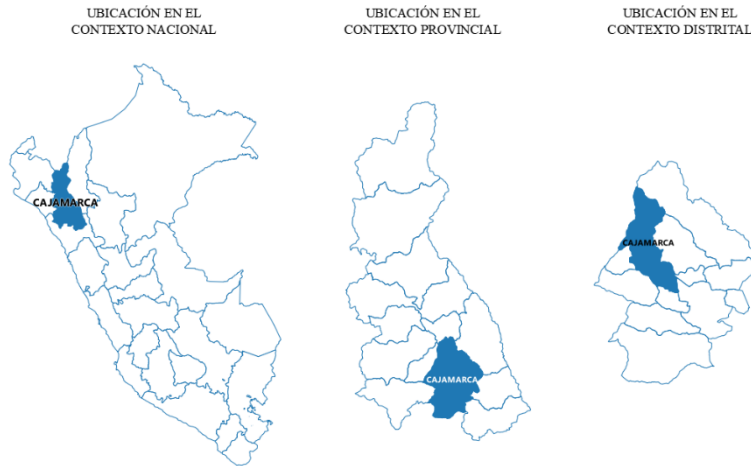 UBICACIÓN EN EL
CONTEXTO NACIONAL
UBICACIÓN EN EL
CONTEXTO PROVINCIAL
UBICACIÓN EN EL
CONTEXTO DISTRITAL
CAJAMARCA
CAJAMARCA
CAJAMARCA